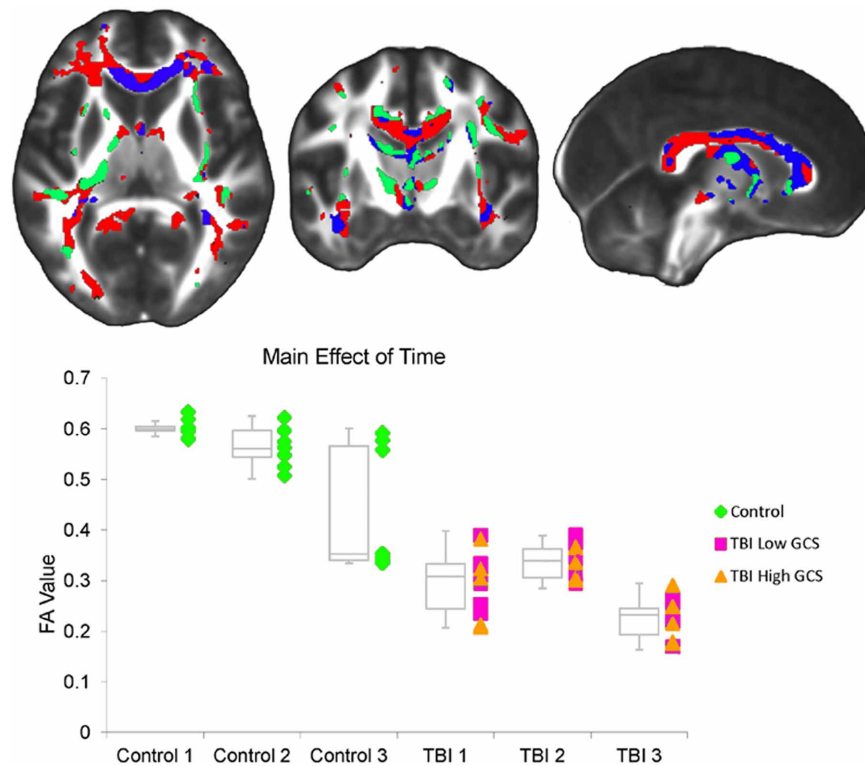 Main Effect of Time
0.7
0.6
0.5
0.4
0.3
0.2
0.1
0
FA Value
Control 1 Control 2 Control 3 TBI 1 TBI 2 TBI 3
Control
TBI Low GCS
TBI High GCS